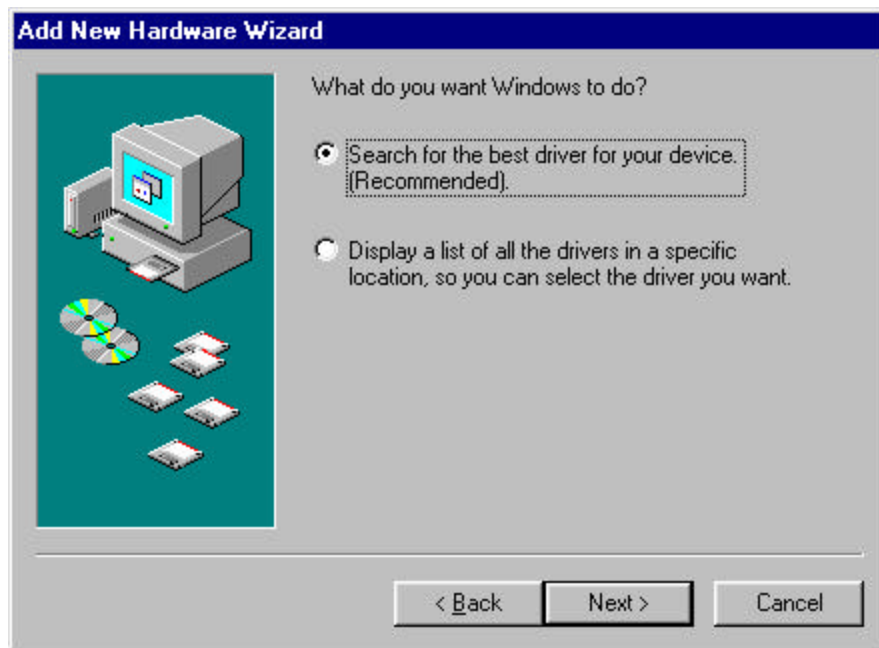 Add New Hardware Wizard
What do you want Windows to do?
Search for the best driver for your device.
(Recommended).
Display a list of all the drivers in a specific
location, so you can select the driver you want.
< Back
Next >
Cancel